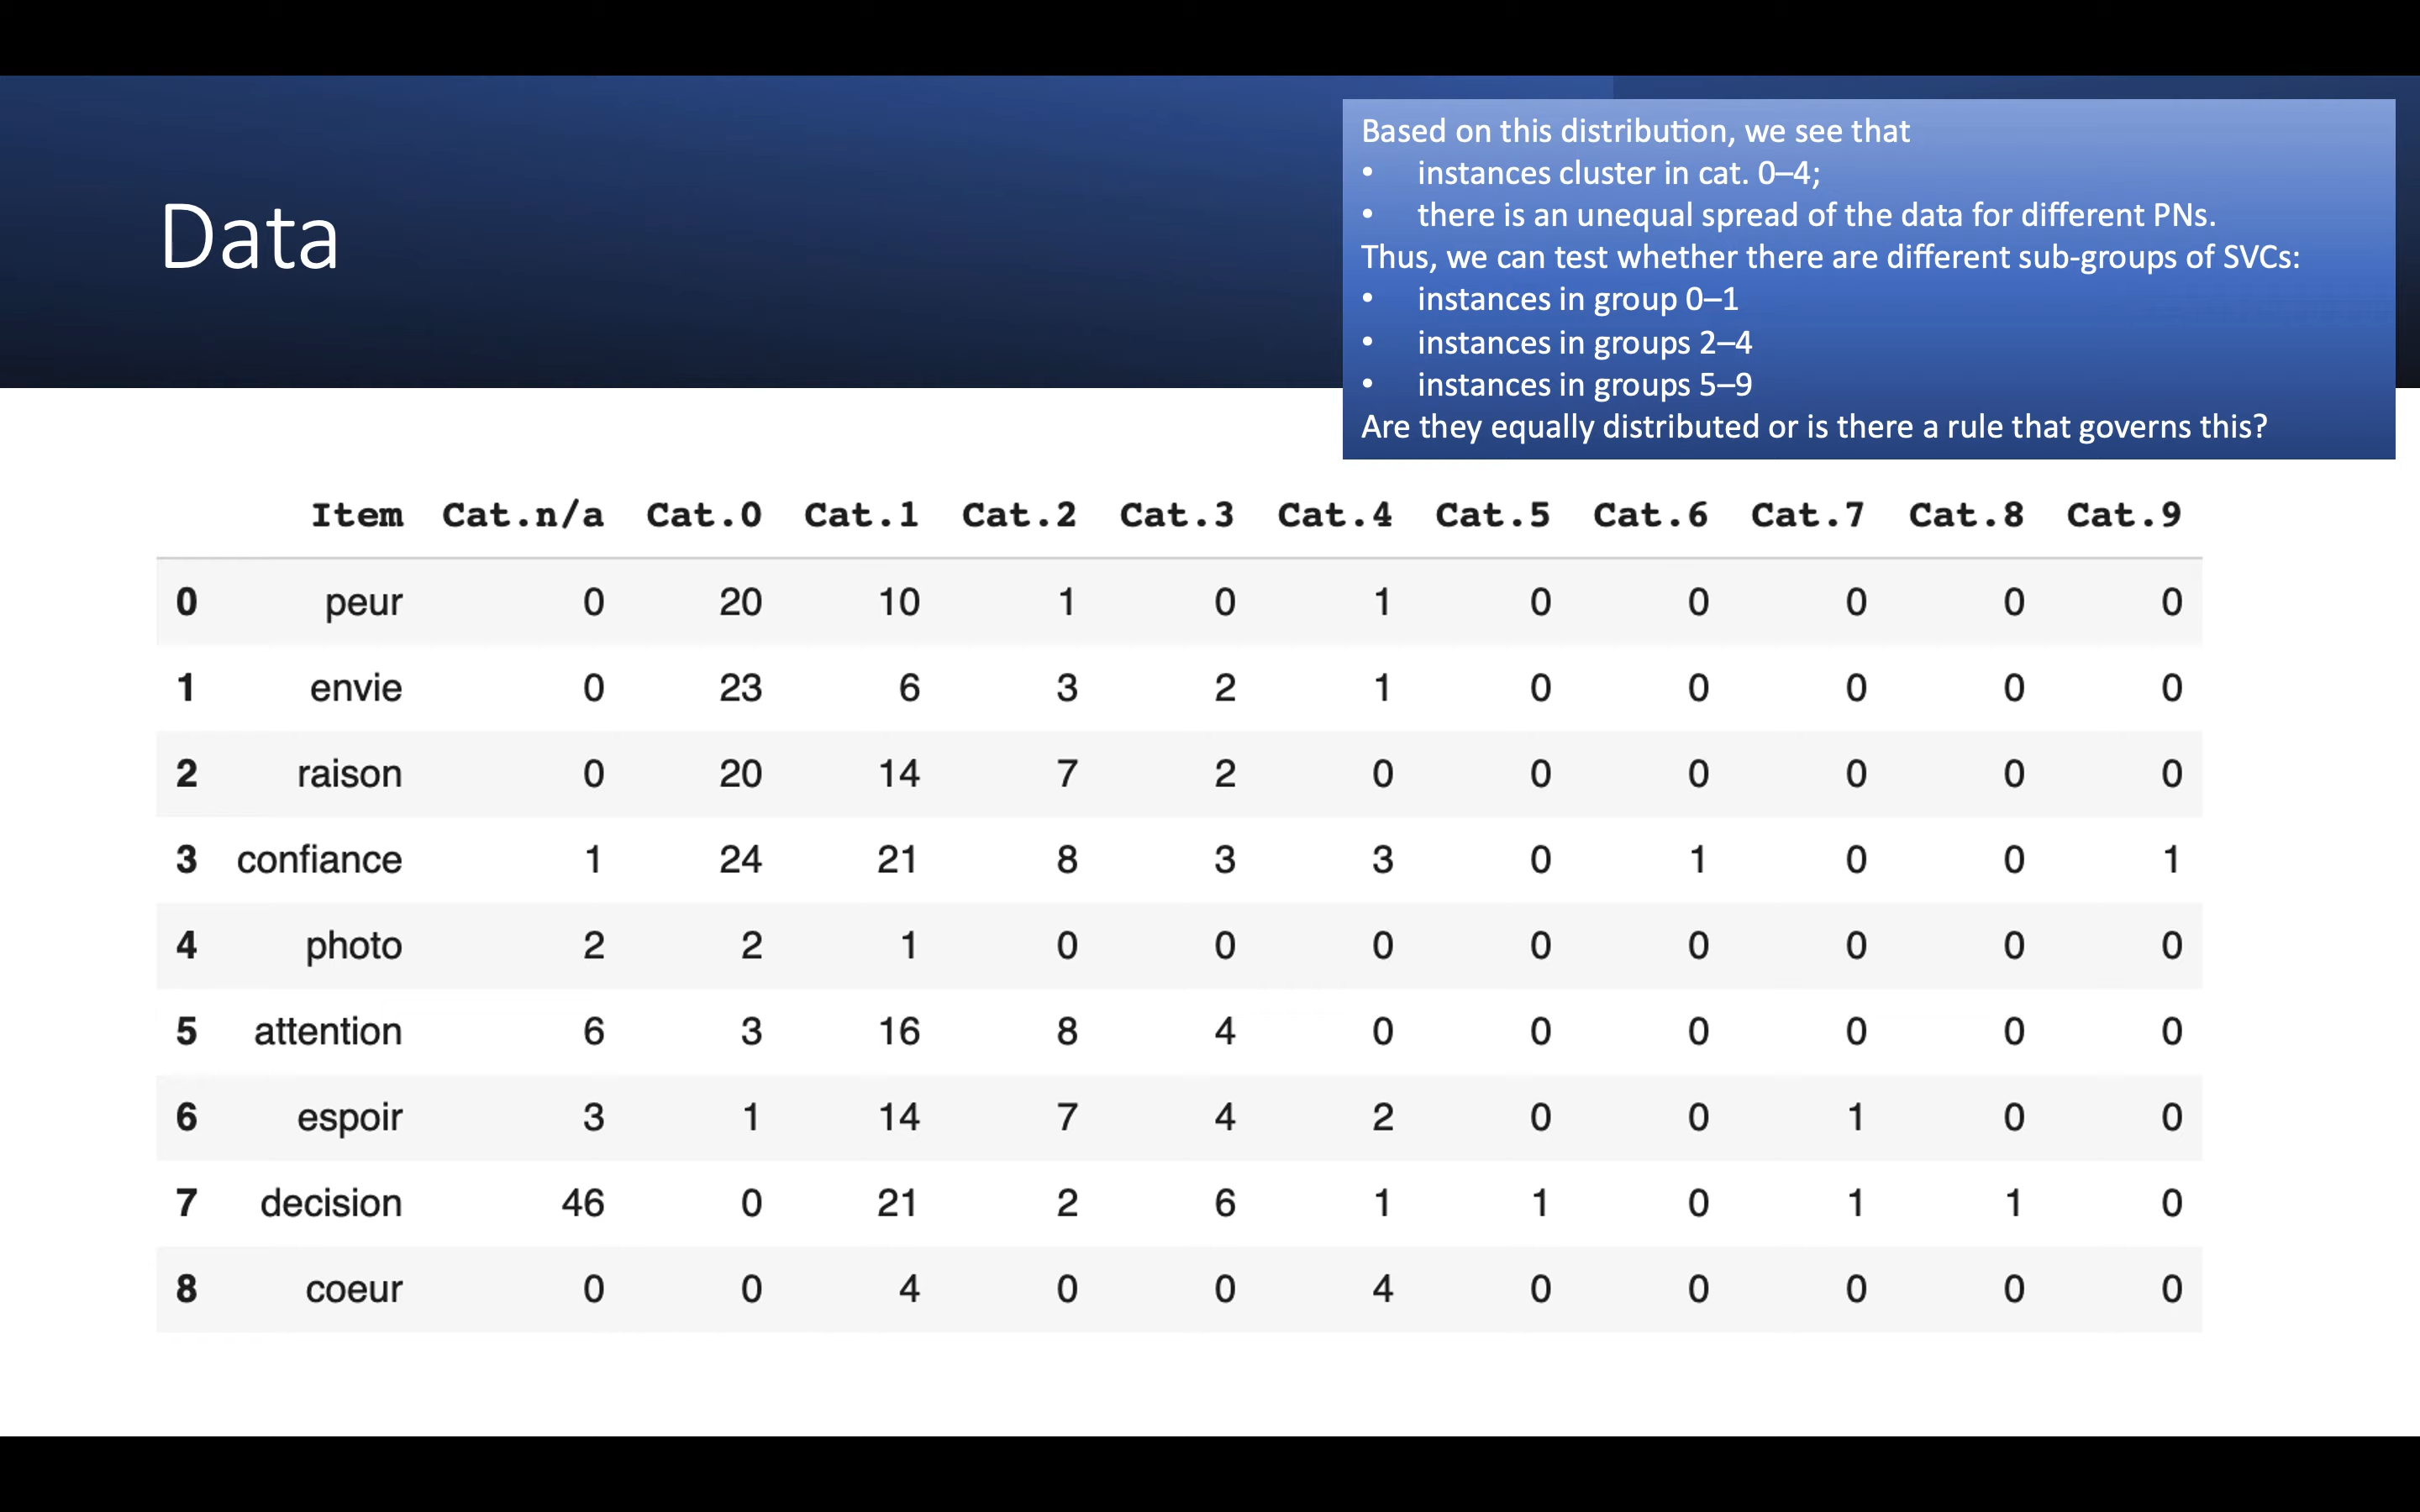 Data
Based on this distribution, we see that
• instances cluster in cat. 0–4;
• there is an unequal spread of the data for different PNs.
Thus, we can test whether there are different sub-groups of SVCs:
• instances in group 0–1
• instances in groups 2–4
• instances in groups 5–9
Are they equally distributed or is there a rule that governs this?
Item Cat.n/a Cat.0 Cat.1 Cat.2 Cat.3 Cat.4 Cat.5 Cat.6 Cat.7 Cat.8 Cat.9
0 peur 0 20 10 1 0 1 0 0 0 0 0
1 envie 0 23 6 3 2 1 0 0 0 0 0
2 raison 0 20 14 7 2 0 0 0 0 0 0
3 confiance 1 24 21 8 3 3 0 1 0 0 1
4 photo 2 2 1 0 0 0 0 0 0 0 0
5 attention 6 3 16 8 4 0 0 0 0 0 0
6 espoir 3 1 14 7 4 2 0 0 1 0 0
7 decision 46 0 21 2 6 1 1 0 1 1 0
8 coeur 0 0 4 0 0 4 0 0 0 0 0